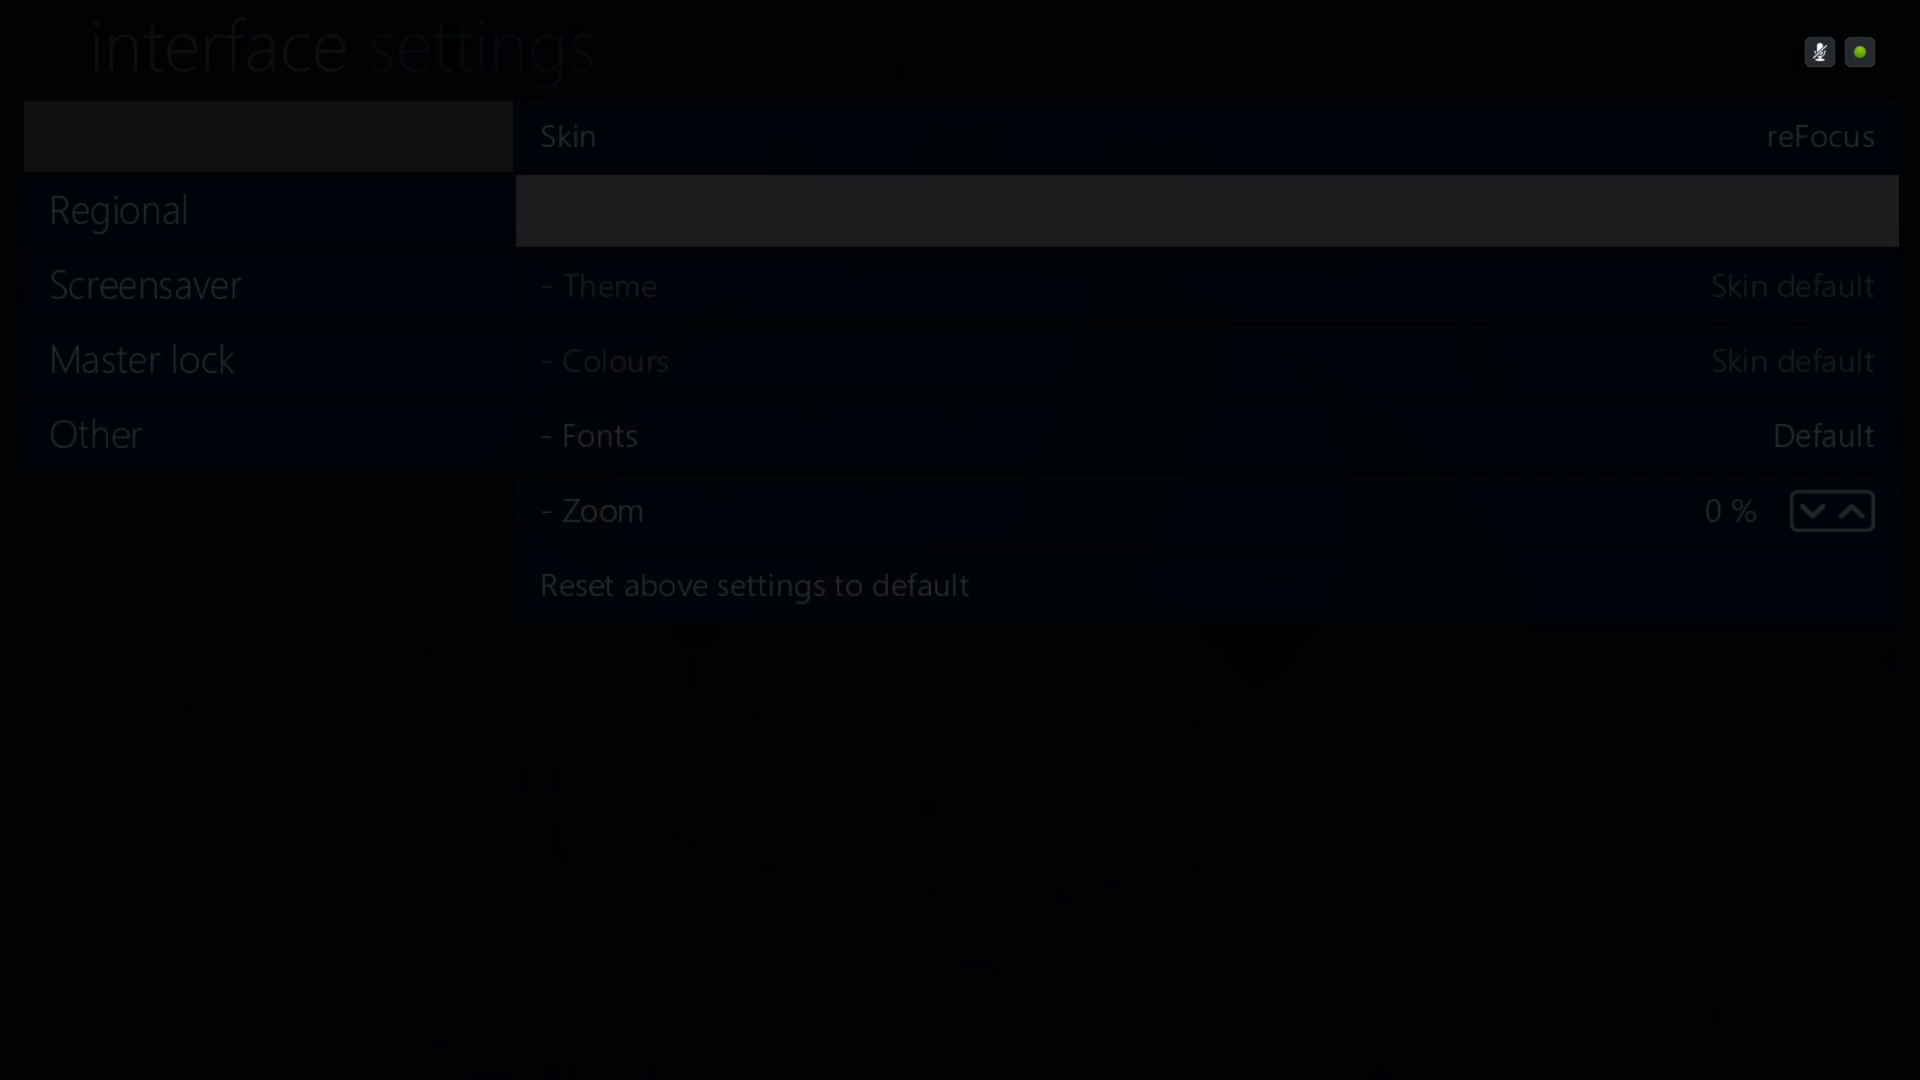 interface settings
Skin reFocus
Regional
Screensaver
- Theme Skin default
Master lock
- Colours Skin default
Other
- Fonts Default
- Zoom 0 %
Reset above settings to default